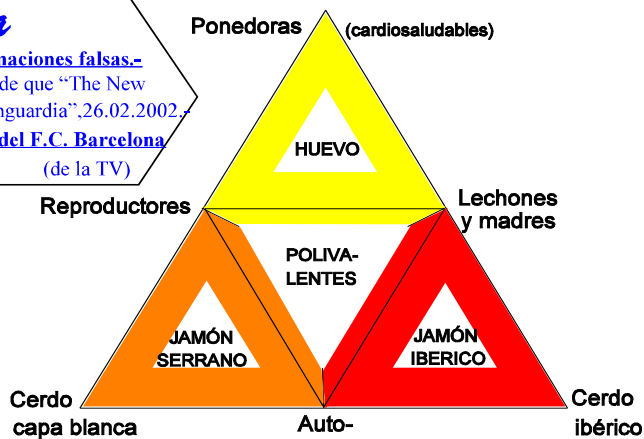 naciones falsas.-
de que “The New
nguardia”,26.02.2002.-
del F.C. Barcelona
(de la TV)
Ponedoras (cardiosaludables)
HUEVO
Reproductores
Lechones
y madres
POLIVA-
LENTES
JAMÓN
SERRANO
JAMÓN
IBERICO
Cerdo
capa blanca
Auto-
Cerdo
ibérico